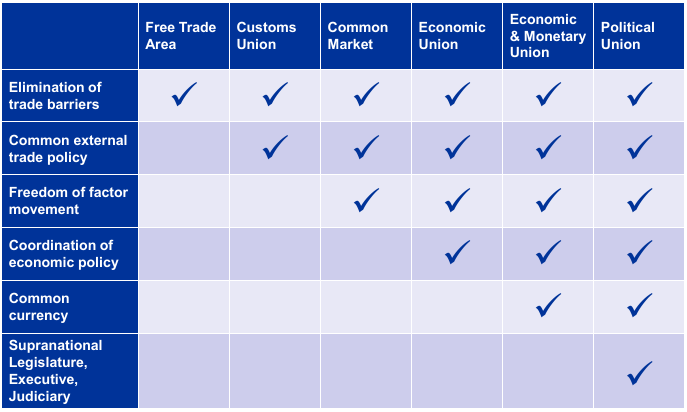 Free Trade
Area
Customs
Union
Common
Market
Economic
Union
Economic
& Monetary
Union
Political
Union
Elimination of
trade barriers
Common external
trade policy
Freedom of factor
movement
Coordination of
economic policy
Common
currency
Supranational
Legislature,
Executive,
Judiciary